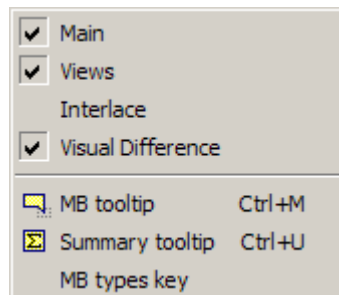 Main
Views
Interlace
Visual Difference
MB tooltip Ctrl+M
Summary tooltip Ctrl+U
MB types key